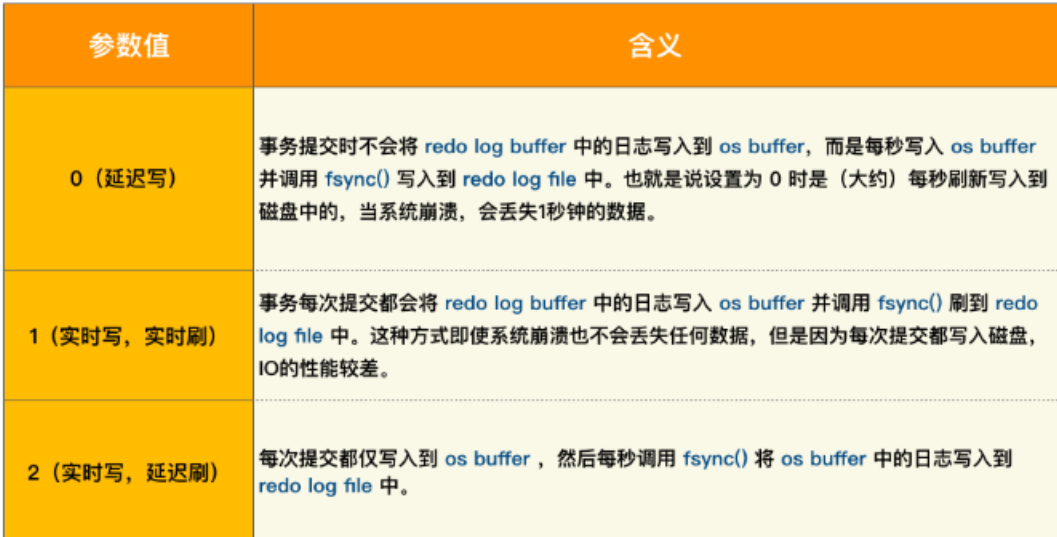 参数值
含义
0（延迟写）
事务提交时不会将 redo log buffer 中的日志写入到 os buffer，而是每秒写入 os buffer
并调用 fsync() 写入到 redo log file 中。也就是说设置为 0 时是（大约）每秒刷新写入到
磁盘中的，当系统崩溃，会丢失1秒钟的数据。
1（实时写，实时刷）
事务每次提交都会将 redo log buffer 中的日志写入 os buffer 并调用 fsync() 刷到 redo
log file 中。这种方式即使系统崩溃也不会丢失任何数据，但是因为每次提交都写入磁盘，
IO的性能较差。
2（实时写，延迟刷）
每次提交都仅写入到 os buffer ，然后每秒调用 fsync() 将 os buffer 中的日志写入到
redo log file 中。